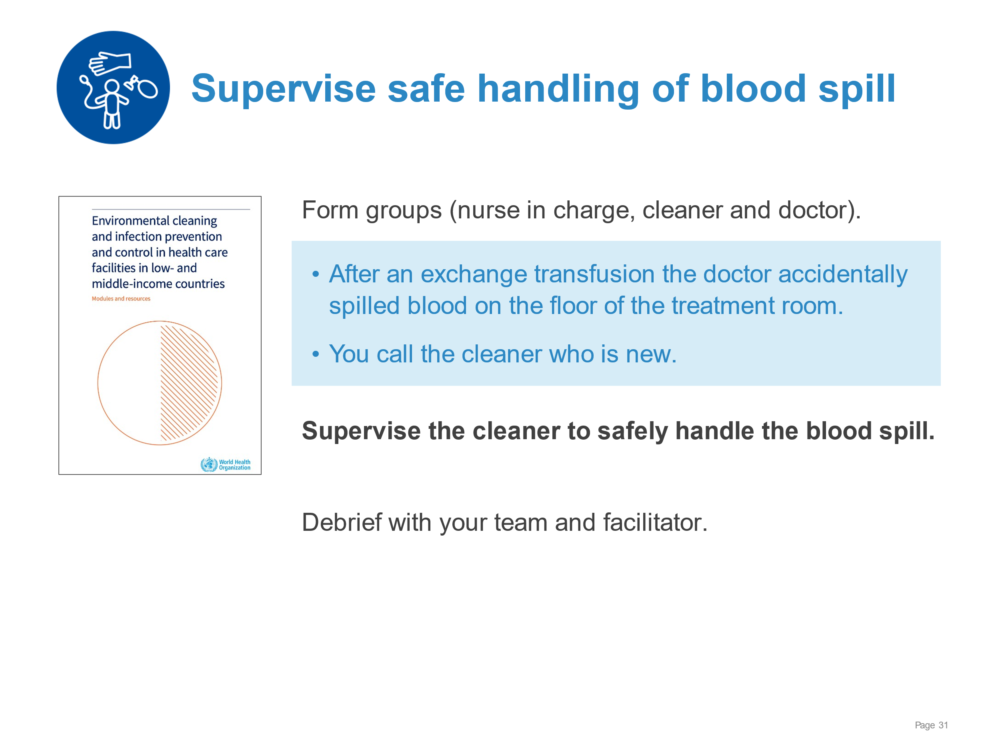 Supervise safe handling of blood spill
Environmental cleaning
and infection prevention
and control in health care
facilities in low- and
middle-income countries
Modules and resources
World Health
Organization
Form groups (nurse in charge, cleaner and doctor).
• After an exchange transfusion the doctor accidentally
spilled blood on the floor of the treatment room.
• You call the cleaner who is new.
Supervise the cleaner to safely handle the blood spill.
Debrief with your team and facilitator.
Page 31